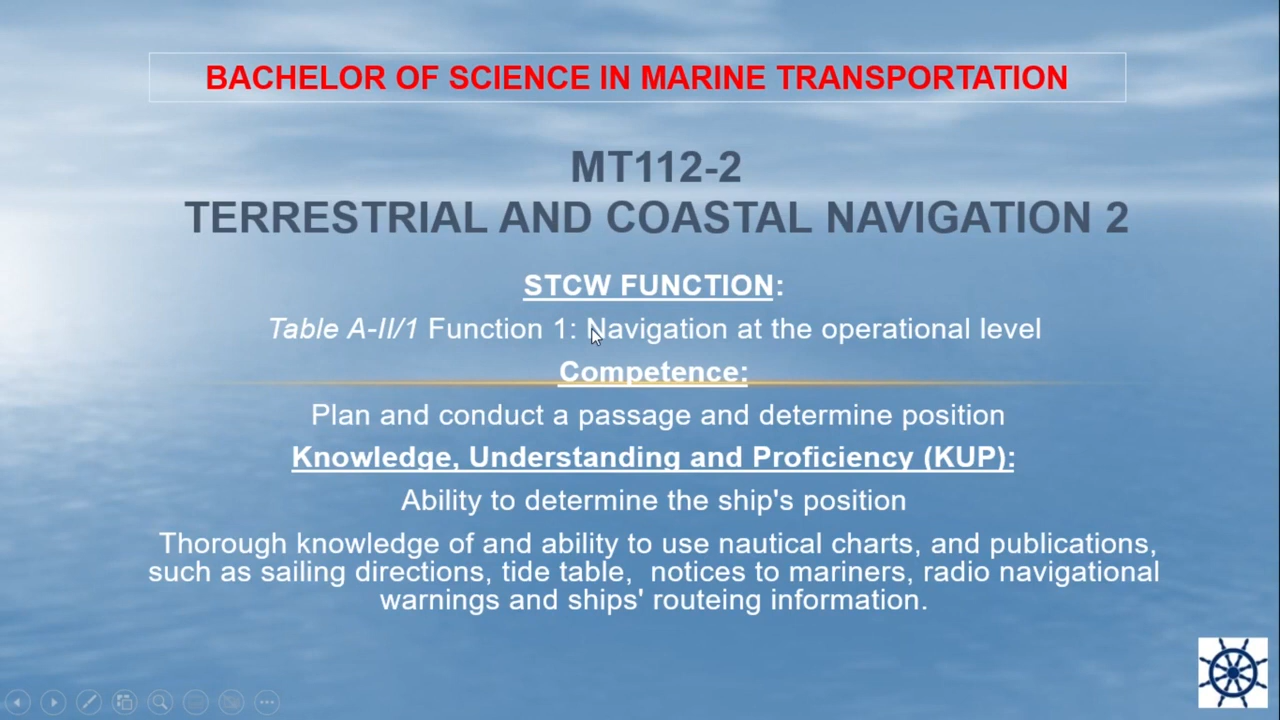 BACHELOR OF SCIENCE IN MARINE TRANSPORTATION
MT112-2
TERRESTRIAL AND COASTAL NAVIGATION 2
STCW FUNCTION:
Table A-II/1 Function 1: Navigation at the operational level
Competence:
Plan and conduct a passage and determine position
Knowledge, Understanding and Proficiency (KUP):
Ability to determine the ship's position
Thorough knowledge of and ability to use nautical charts, and publications,
such as sailing directions, tide table,  notices to mariners, radio navigational
warnings and ships' routeing information.